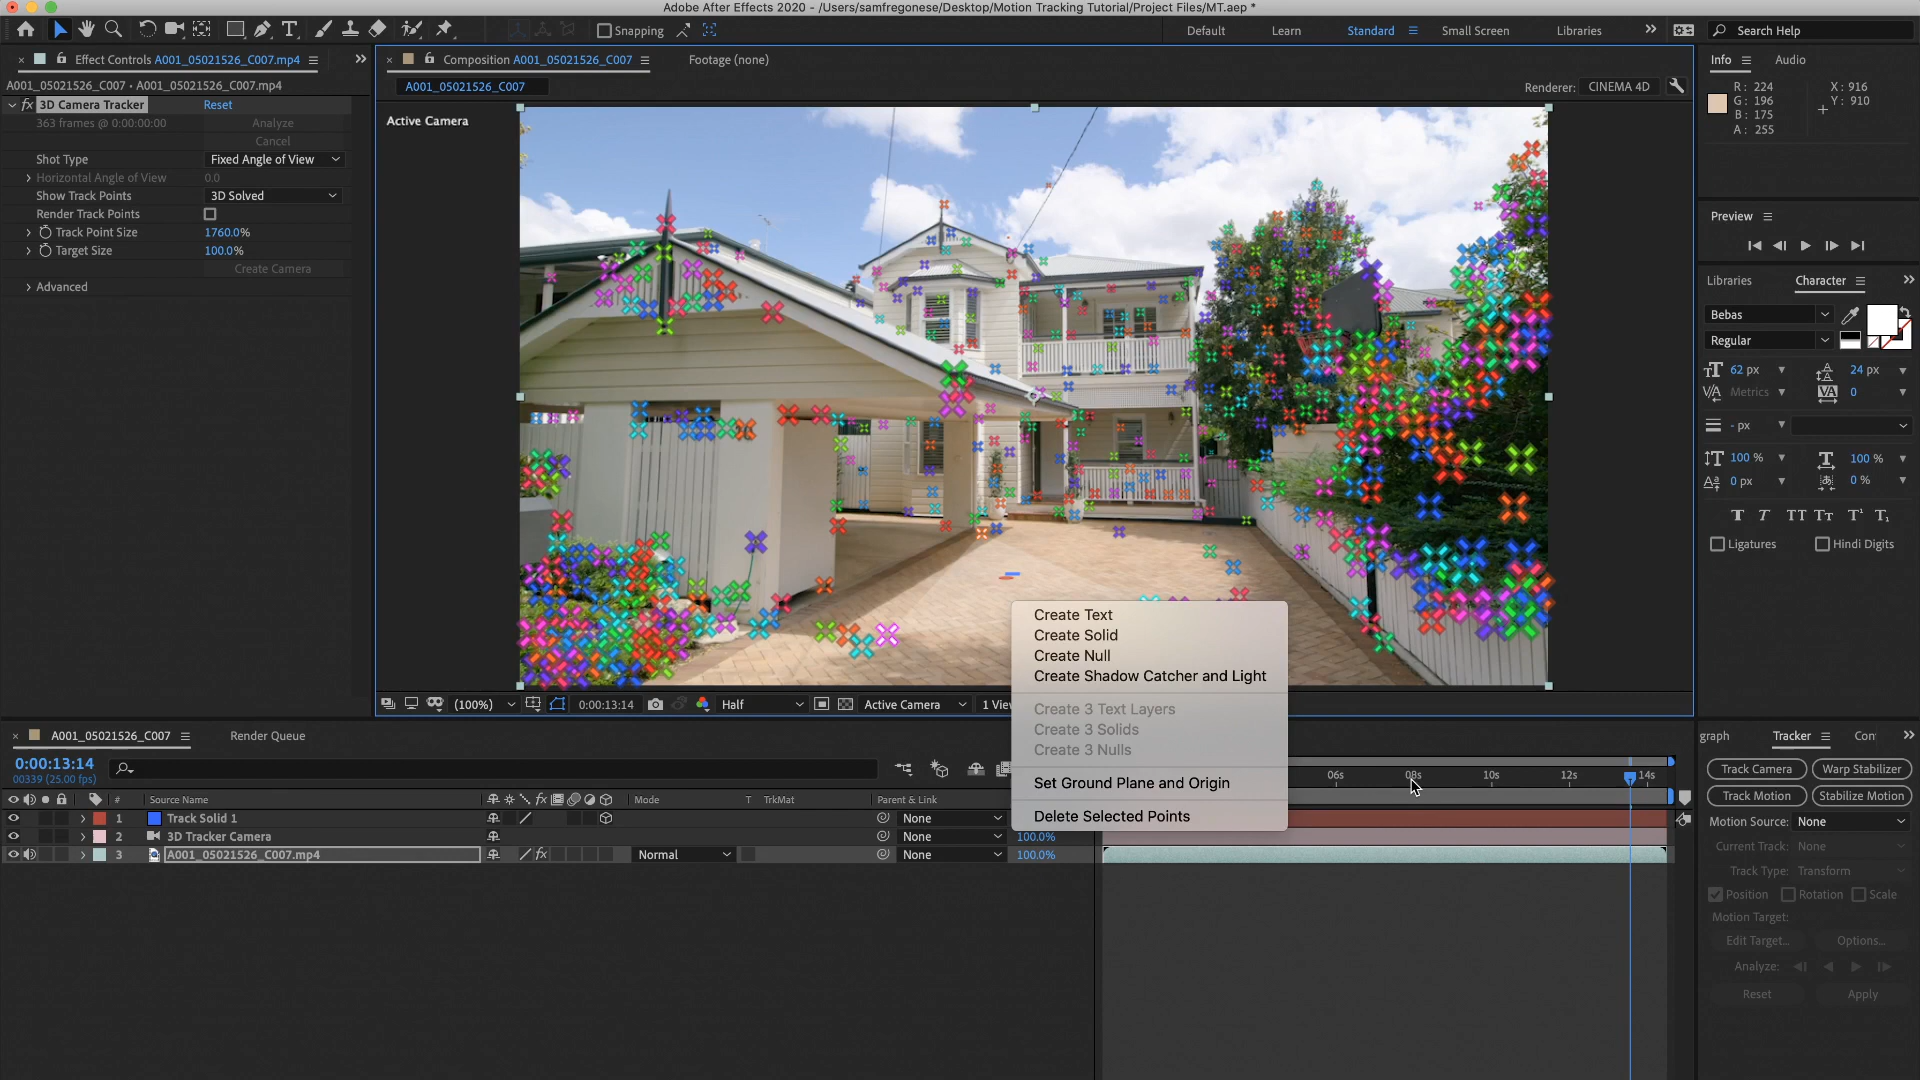 Adobe After Effects 2020 - /Users/samfregonese/Desktop/Motion Tracking Tutorial/Project Files/MT.aep *
Snapping
Default
Learn
Standard
Small Screen
Libraries
Search Help
Effect Controls A001_05021526_C007.mp4
A001_05021526_C007 • A001_05021526_C007.mp4
fx 3D Camera Tracker Reset
363 frames @ 0:00:00:00 Analyze
Cancel
Shot Type Fixed Angle of View
Horizontal Angle of View 0.0
Show Track Points 3D Solved
Render Track Points
Track Point Size 1760.0%
Target Size 100.0%
Create Camera
Advanced
Composition A001_05021526_C007
Footage (none)
A001_05021526_C007
Renderer: CINEMA 4D
Active Camera
Create Text
Create Solid
Create Null
Create Shadow Catcher and Light
Create 3 Text Layers
Create 3 Solids
Create 3 Nulls
Set Ground Plane and Origin
Delete Selected Points
(100%)
0:00:13:14
Half
Active Camera
1 View
Info
Audio
R: 224 X: 916
G: 196 Y: 910
B: 175
A: 255
Preview
Libraries
Character
Bebas
Regular
62 px 24 px
Metrics 0
- px
100 % 100 %
0 px 0 %
Ligatures Hindi Digits
A001_05021526_C007
Render Queue
0:00:13:14
00339 (25.00 fps)
# Source Name Mode T TrkMat Parent & Link
1 Track Solid 1 None
2 3D Tracker Camera None 100.0%
3 A001_05021526_C007.mp4 fx Normal None 100.0%
06s 08s 10s 12s 14s
graph
Tracker
Con
Track Camera Warp Stabilizer
Track Motion Stabilize Motion
Motion Source: None
Current Track: None
Track Type: Transform
Position Rotation Scale
Motion Target:
Edit Target... Options...
Analyze:
Reset Apply